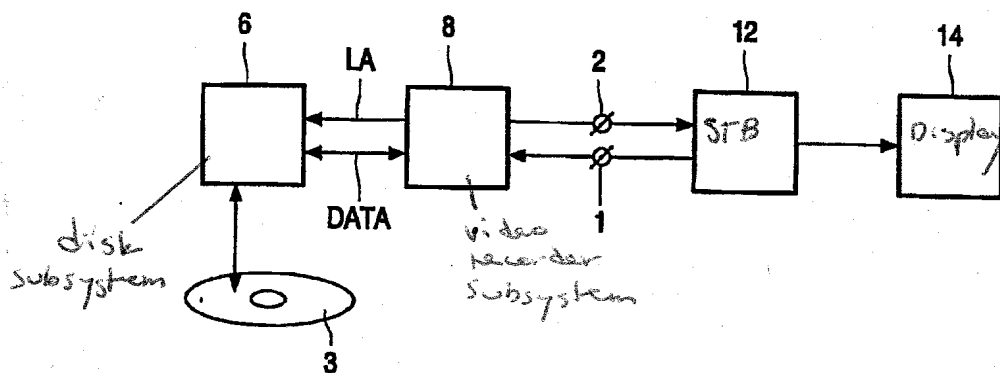 6
LA
8
2
12
14
STB
Display
DATA
1
disk
subsystem
video
recorder
subsystem
3